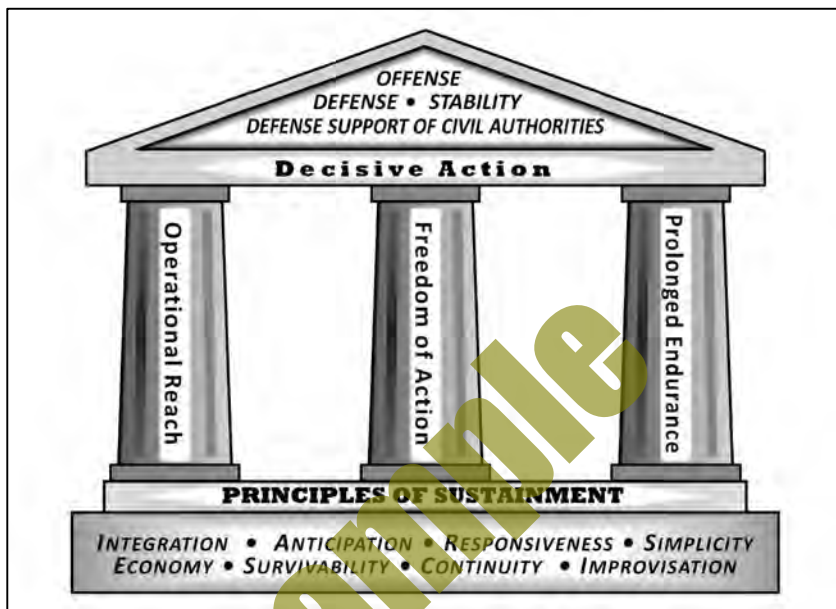 OFFENSE
DEFENSE • STABILITY
DEFENSE SUPPORT OF CIVIL AUTHORITIES
Decisive Action
Operational Reach
Freedom of Action
Prolonged Endurance
PRINCIPLES OF SUSTAINMENT
INTEGRATION • ANTICIPATION • RESPONSIVENESS • SIMPLICITY
ECONOMY • SURVIVABILITY • CONTINUITY • IMPROVISATION
ample